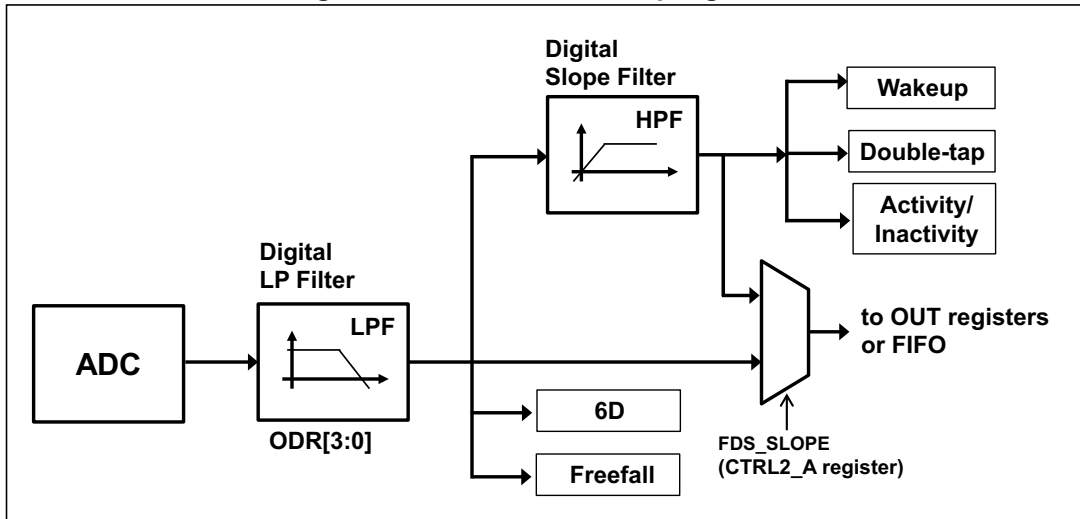 Digital
Slope Filter
HPF
Wakeup
Double-tap
Activity/
Inactivity
Digital
LP Filter
LPF
ADC
ODR[3:0]
to OUT registers
or FIFO
6D
Freefall
FDS_SLOPE
(CTRL2_A register)